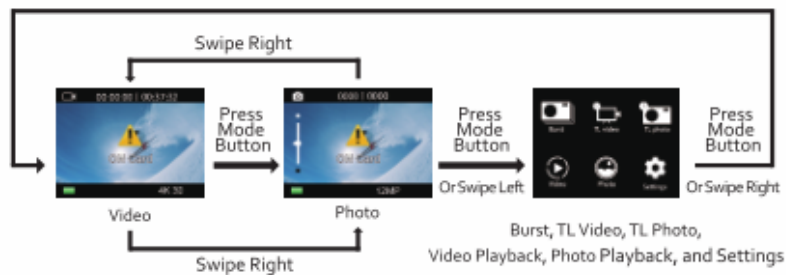 Swipe Right
00:00:00 | 00:37:32
0000 | 0000
Press
Mode
Button
Press
Mode
Button
Or Swipe Left
Press
Mode
Button
Or Swipe Right
4K 30
12MP
Burst
TL video
TL photo
Video
Photo
Settings
Video
Photo
Swipe Right
Burst, TL Video, TL Photo,
Video Playback, Photo Playback, and Settings